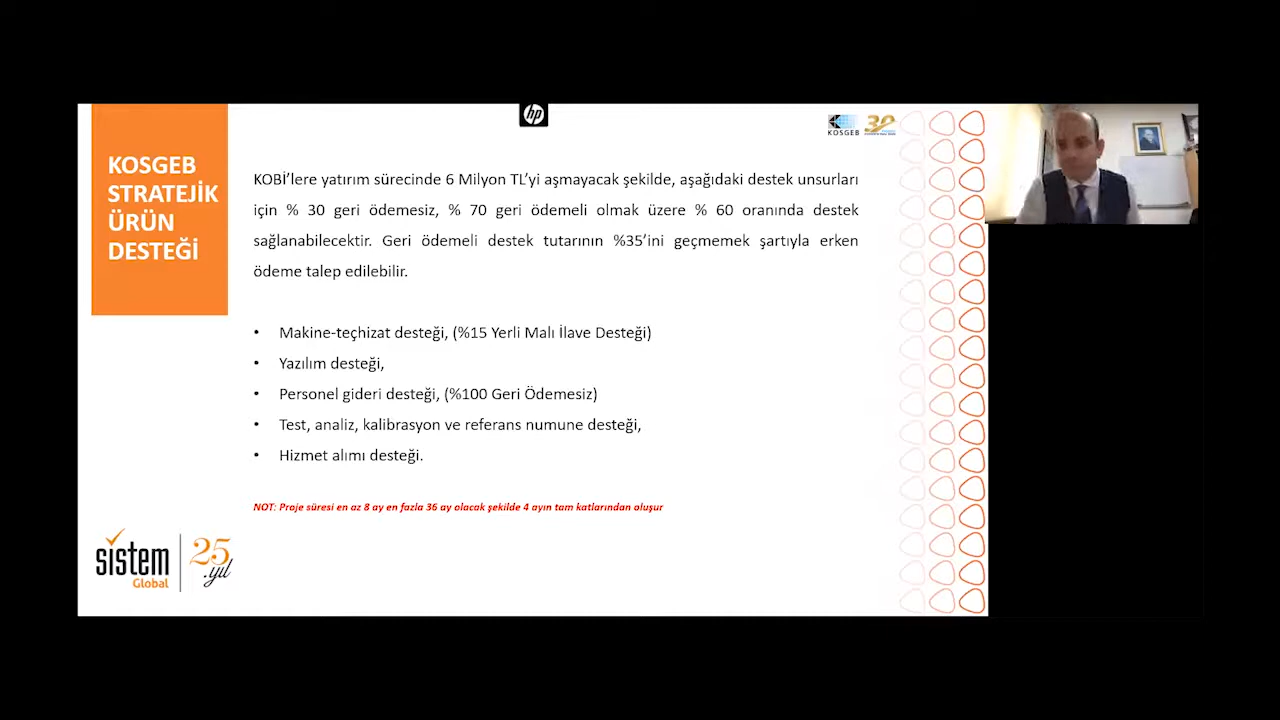 KOSGEB
STRATEJİK
ÜRÜN
DESTEĞİ
hp
KOSGEB
30
KOBİ’lere yatırım sürecinde 6 Milyon TL’yi aşmayacak şekilde, aşağıdaki destek unsurları
için % 30 geri ödemesiz, % 70 geri ödemeli olmak üzere % 60 oranında destek
sağlanabilecektir. Geri ödemeli destek tutarının %35’ini geçmemek şartıyla erken
ödeme talep edilebilir.
• Makine-teçhizat desteği, (%15 Yerli Malı İlave Desteği)
• Yazılım desteği,
• Personel gideri desteği, (%100 Geri Ödemesiz)
• Test, analiz, kalibrasyon ve referans numune desteği,
• Hizmet alımı desteği.
NOT: Proje süresi en az 8 ay en fazla 36 ay olacak şekilde 4 ayın tam katlarından oluşur
sistem
Global
25
.yıl